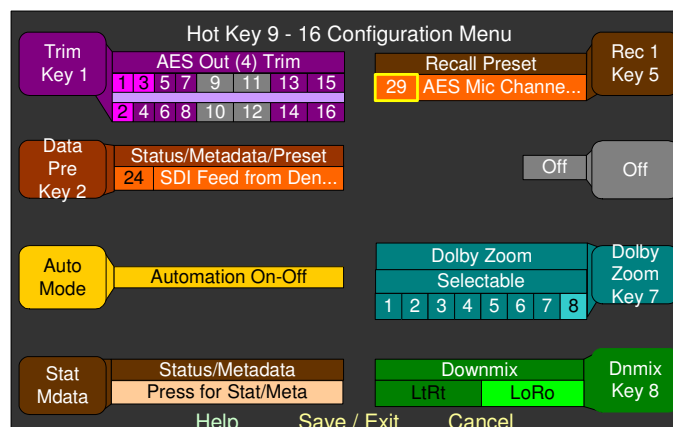 Hot Key 9 - 16 Configuration Menu
Trim
Key 1
AES Out (4) Trim
1 3 5 7 9 11 13 15
2 4 6 8 10 12 14 16
Recall Preset
29 AES Mic Channe...
Rec 1
Key 5
Data
Pre
Key 2
Status/Metadata/Preset
24 SDI Feed from Den...
Off
Off
Auto
Mode
Automation On-Off
Dolby Zoom
Selectable
1 2 3 4 5 6 7 8
Dolby
Zoom
Key 7
Stat
Mdata
Status/Metadata
Press for Stat/Meta
Downmix
LtRt LoRo
Dnmix
Key 8
Help Save / Exit Cancel